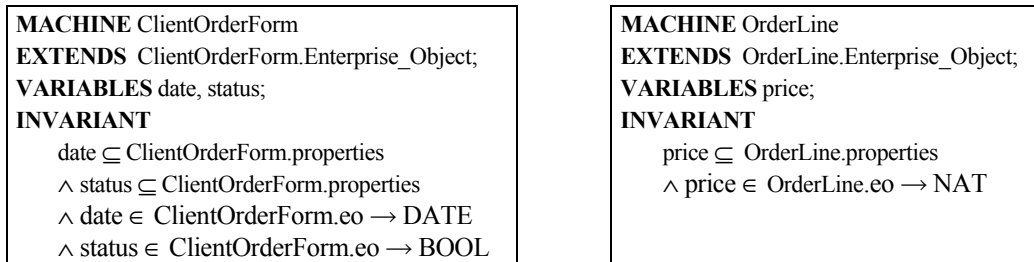 MACHINE ClientOrderForm
EXTENDS ClientOrderForm.Enterprise_Object;
VARIABLES date, status;
INVARIANT
date ⊆ ClientOrderForm.properties
∧ status ⊆ ClientOrderForm.properties
∧ date ∈ ClientOrderForm.eo → DATE
∧ status ∈ ClientOrderForm.eo → BOOL
MACHINE OrderLine
EXTENDS OrderLine.Enterprise_Object;
VARIABLES price;
INVARIANT
price ⊆ OrderLine.properties
∧ price ∈ OrderLine.eo → NAT